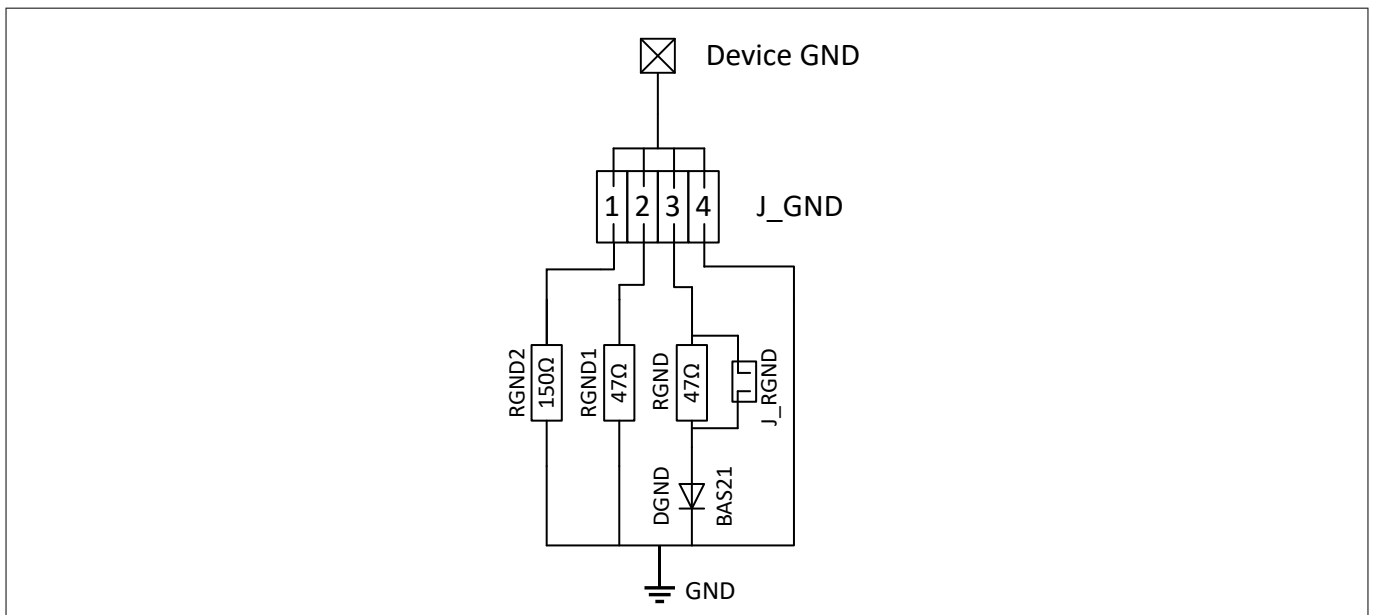 Device GND
1 2 3 4
J_GND
RGND2
150Ω
RGND1
47Ω
RGND
47Ω
J_RGND
DGND
BAS21
GND